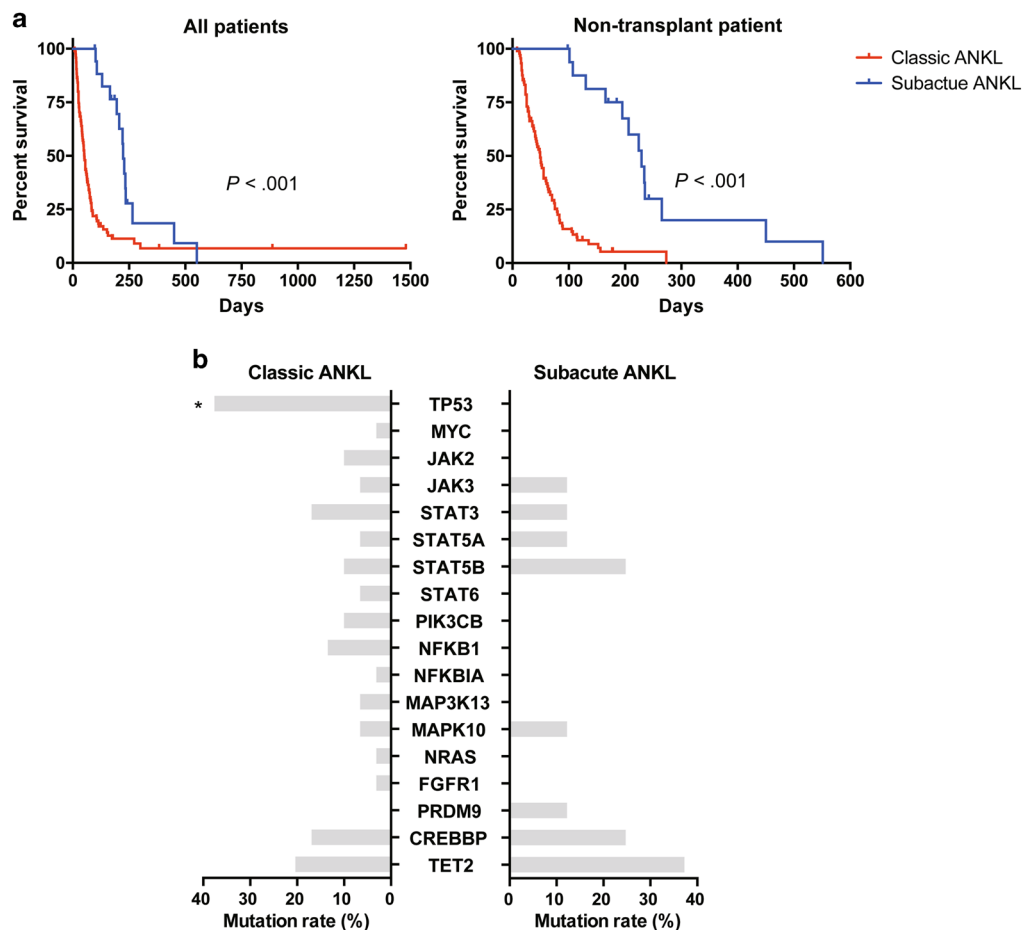 a
All patients
Percent survival
100
75
50
25
0
P < .001
0 250 500 750 1000 1250 1500
Days
Non-transplant patient
Percent survival
100
75
50
25
0
P < .001
0 100 200 300 400 500 600
Days
Classic ANKL
Subactue ANKL
b
Classic ANKL
Subacute ANKL
* TP53
MYC
JAK2
JAK3
STAT3
STAT5A
STAT5B
STAT6
PIK3CB
NFKB1
NFKBIA
MAP3K13
MAPK10
NRAS
FGFR1
PRDM9
CREBBP
TET2
40 30 20 10 0
Mutation rate (%)
0 10 20 30 40
Mutation rate (%)